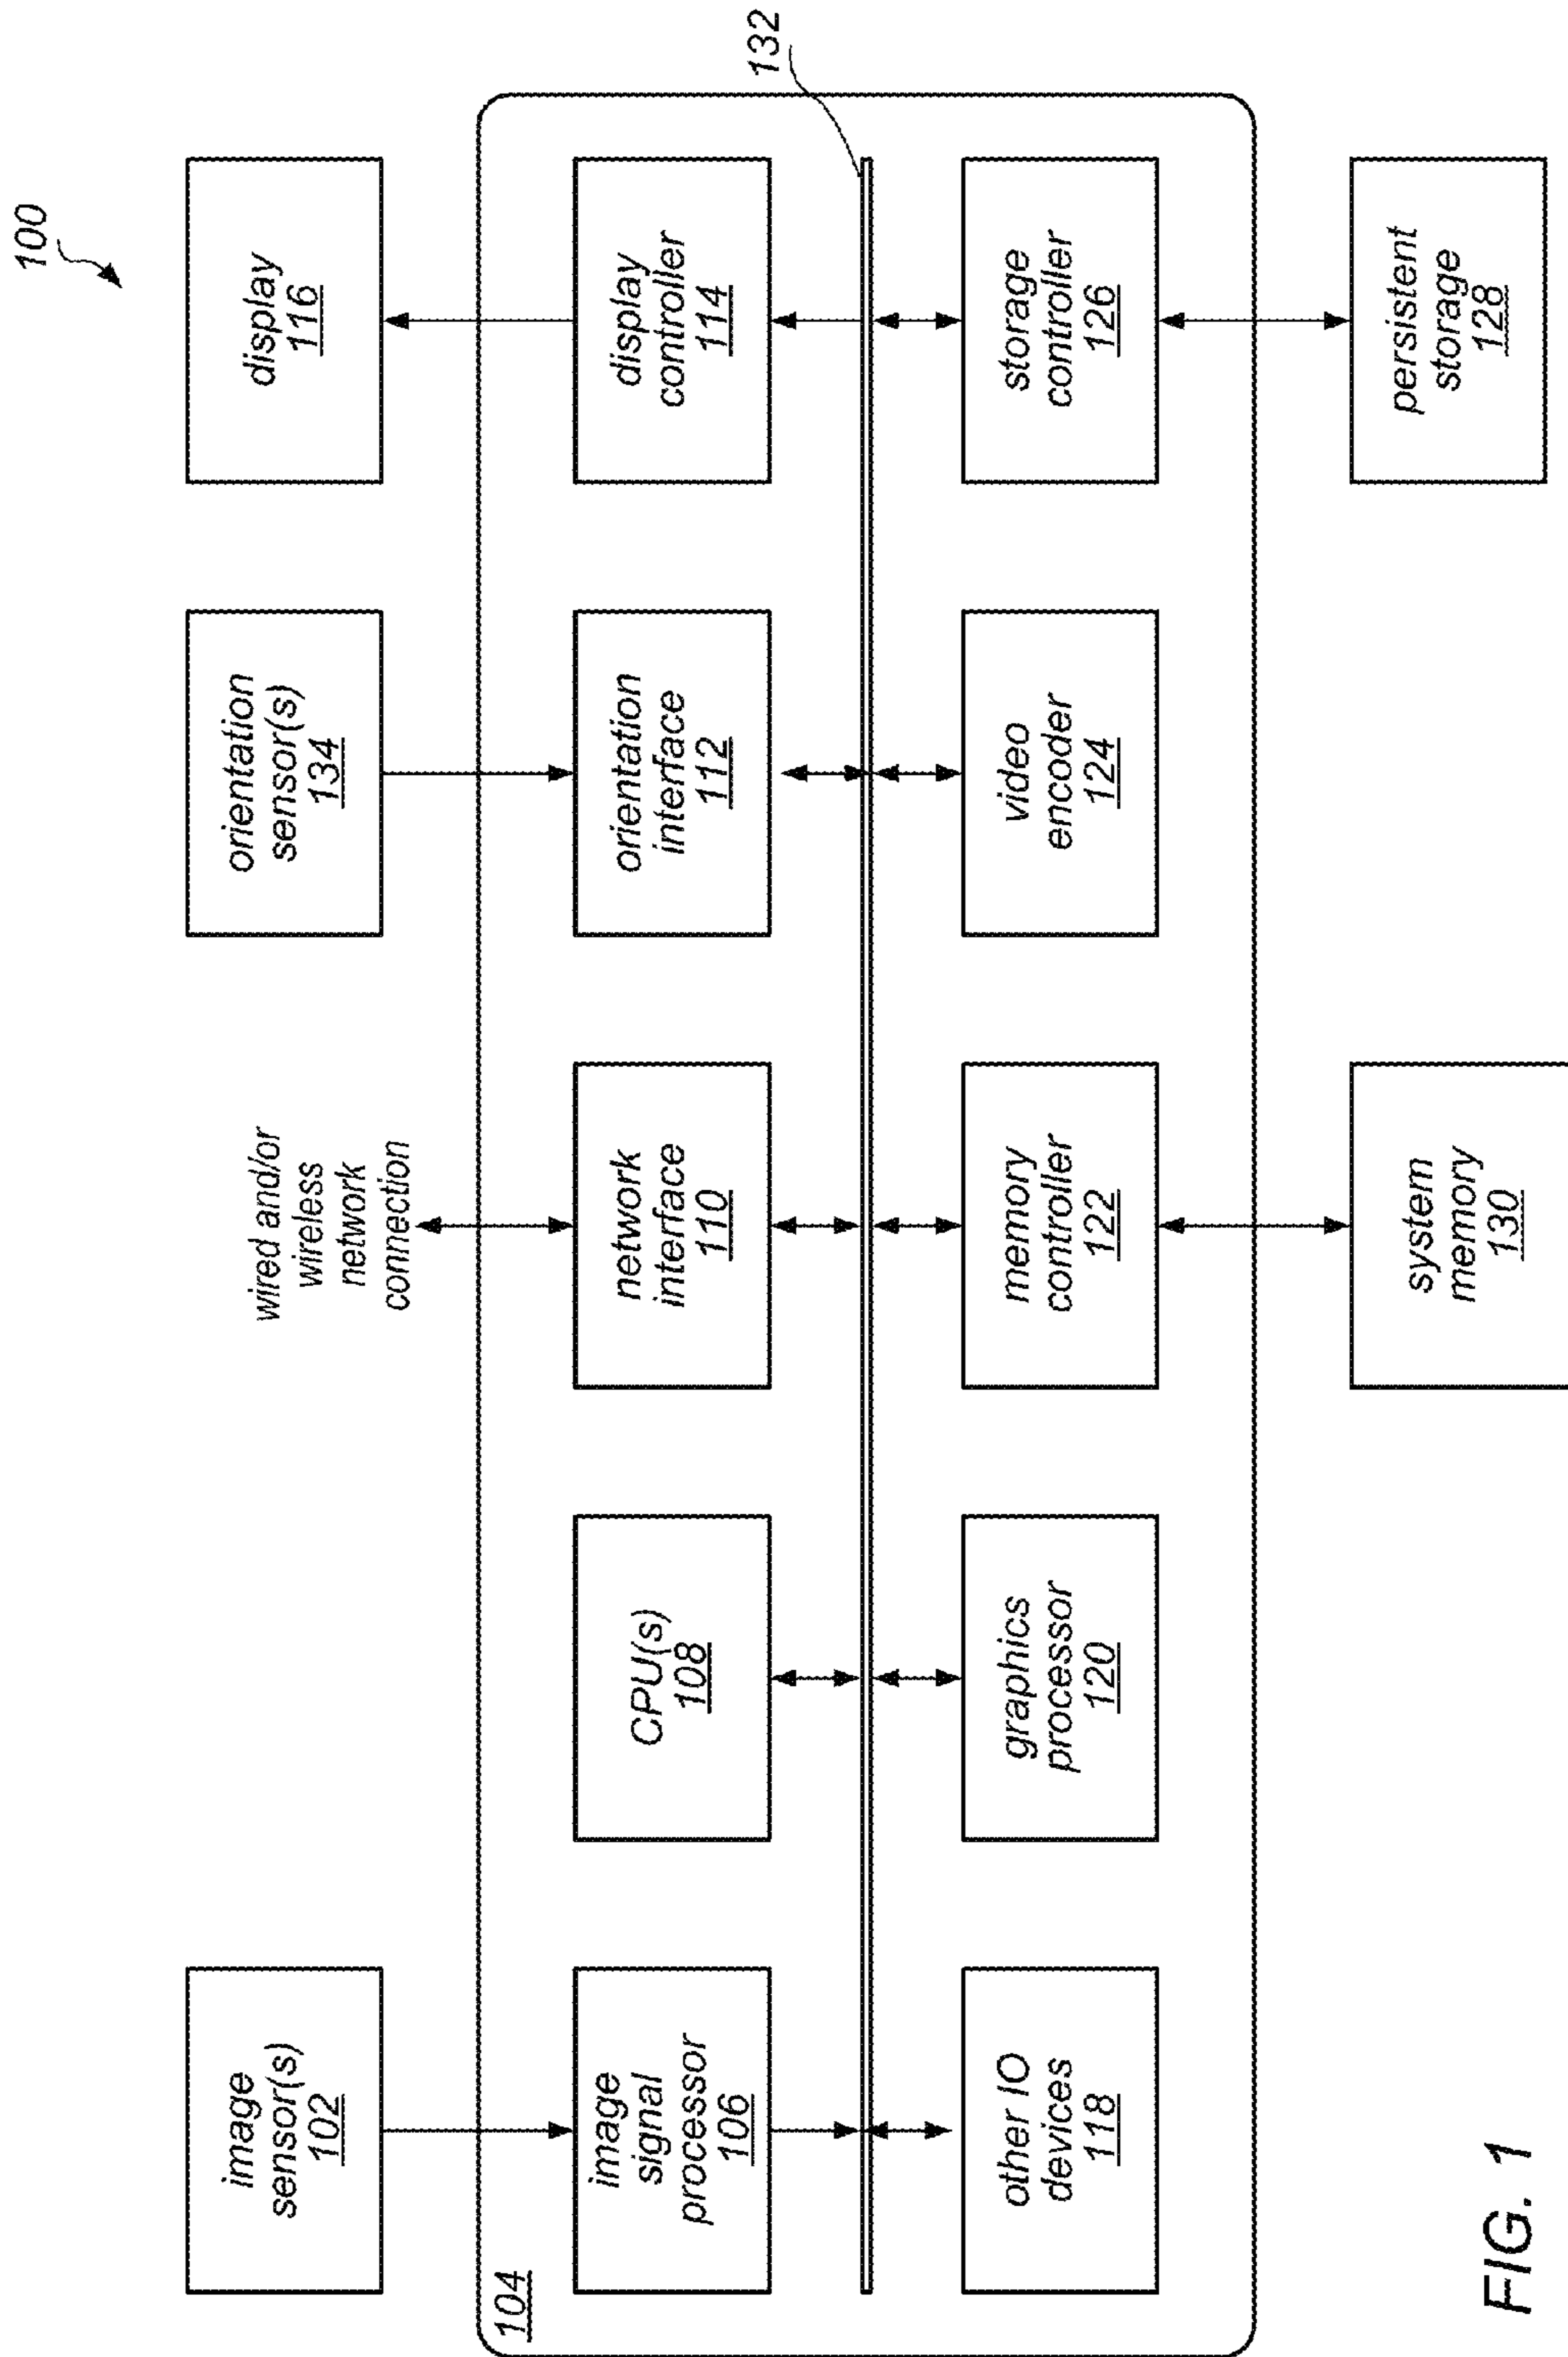 100
image
sensor(s)
102
wired and/or
wireless
network
connection
orientation
sensor(s)
134
display
116
104
image
signal
processor
106
CPU(s)
108
network
interface
110
orientation
interface
112
display
controller
114
132
other IO
devices
118
graphics
processor
120
memory
controller
122
video
encoder
124
storage
controller
126
system
memory
130
persistent
storage
128
FIG. 1